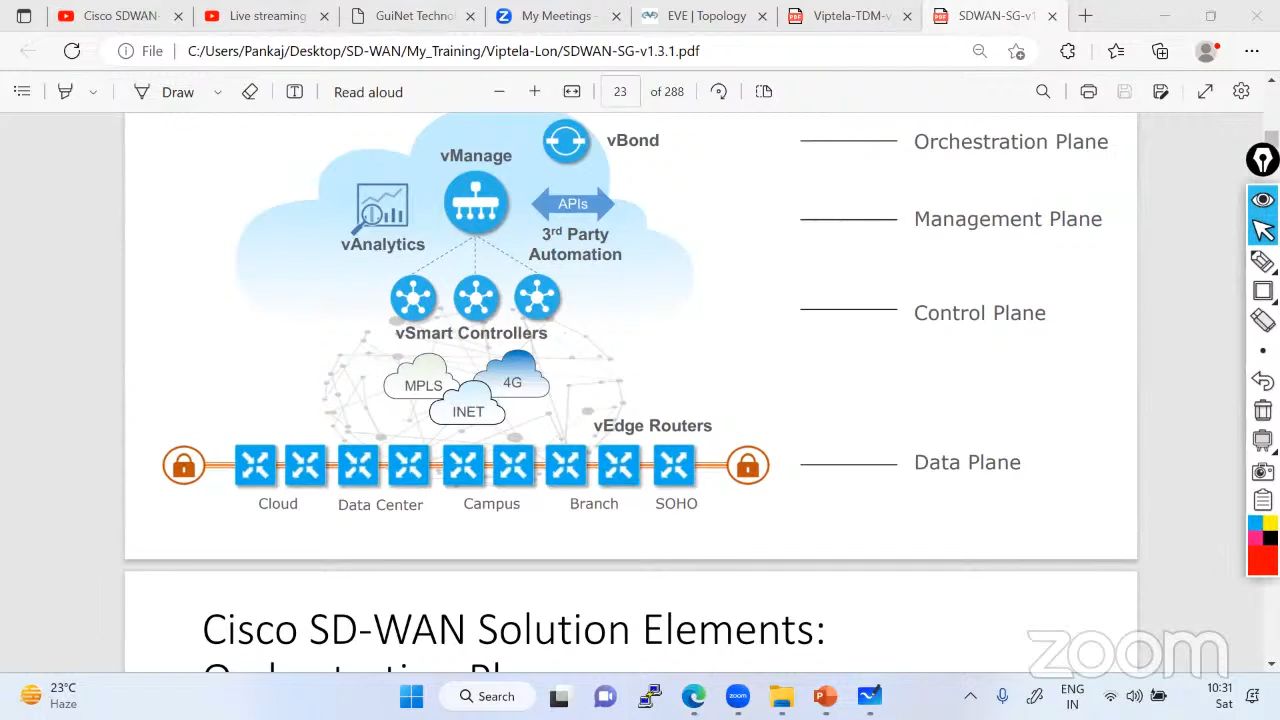 Cisco SDWAN-
Live streaming
GuiNet Techno
My Meetings -
EVE | Topology
Viptela-TDM-v
SDWAN-SG-v1
File
C:/Users/Pankaj/Desktop/SD-WAN/My_Training/Viptela-Lon/SDWAN-SG-v1.3.1.pdf
Draw
Read aloud
23
of 288
vBond
Orchestration Plane
vManage
APIs
Management Plane
vAnalytics
3rd Party
Automation
vSmart Controllers
Control Plane
MPLS
4G
INET
vEdge Routers
Data Plane
Cloud
Data Center
Campus
Branch
SOHO
Cisco SD-WAN Solution Elements:
zoom
23°C
Haze
Search
zoom
ENG
IN
10:31
Sat